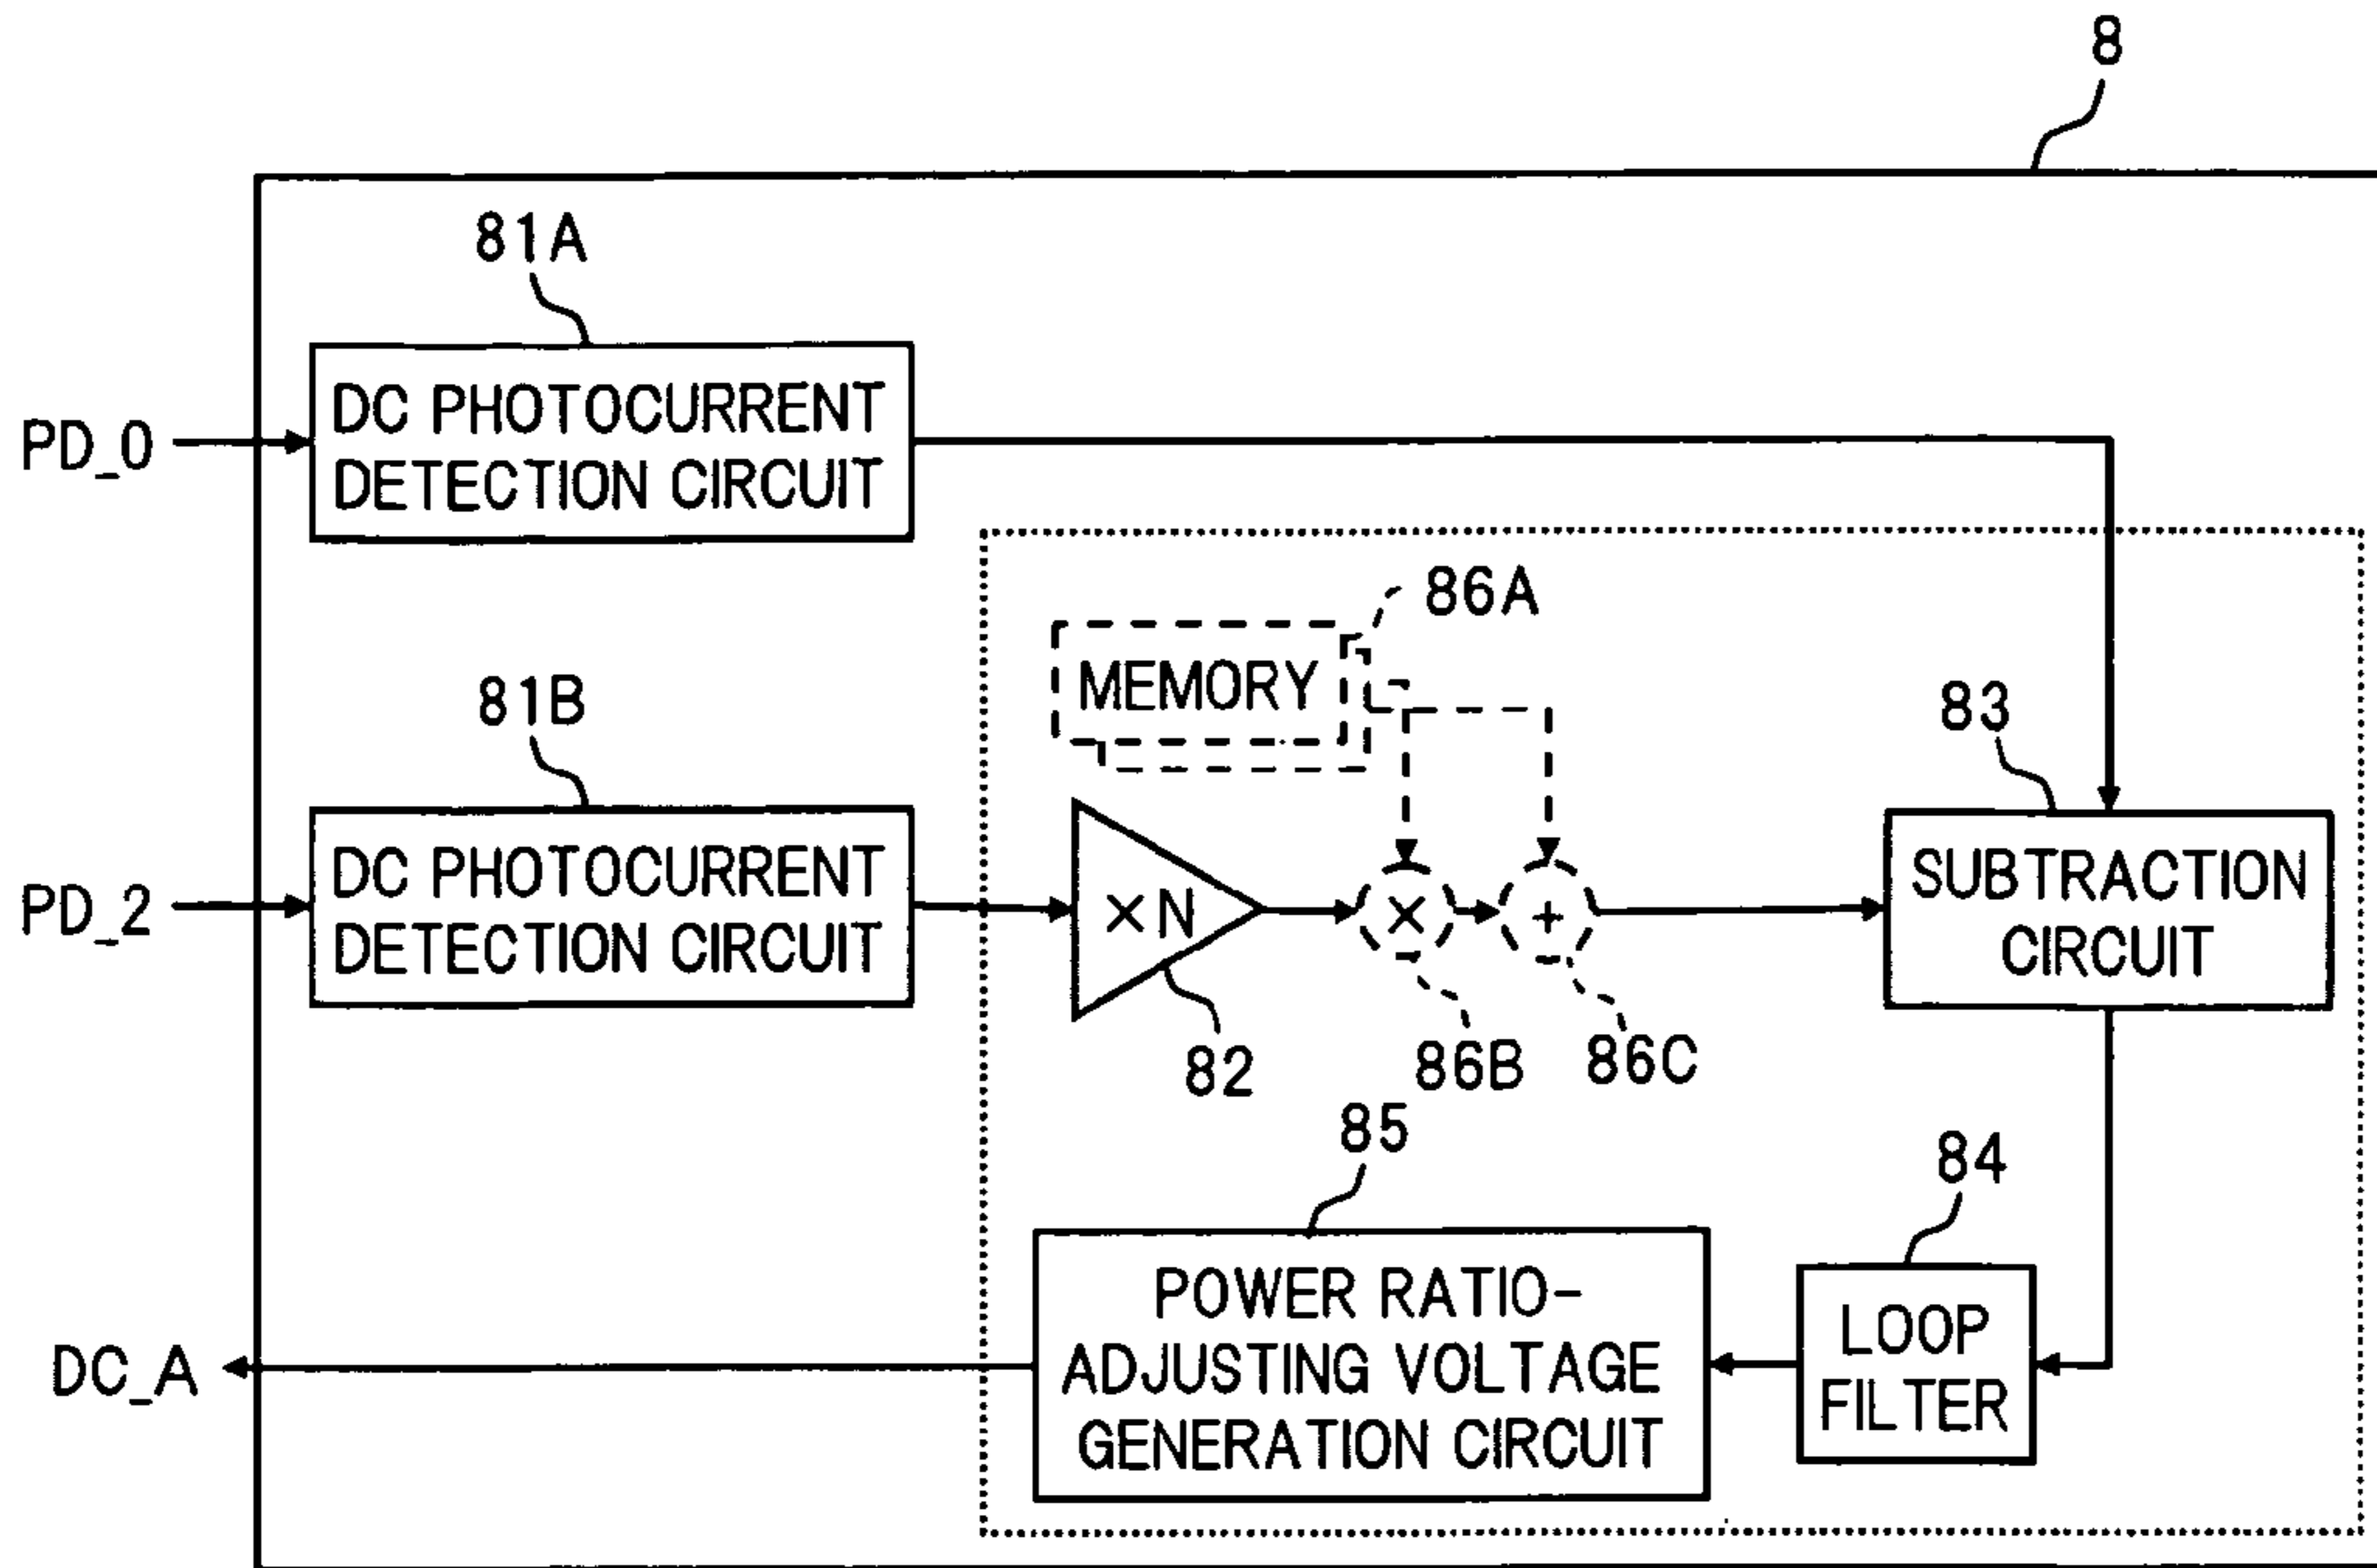 8
81A
DC PHOTOCURRENT
DETECTION CIRCUIT
PD_0
86A
MEMORY
81B
83
DC PHOTOCURRENT
DETECTION CIRCUIT
PD_2
×N
×
+
SUBTRACTION
CIRCUIT
82
86B
86C
85
84
POWER RATIO-
ADJUSTING VOLTAGE
GENERATION CIRCUIT
LOOP
FILTER
DC_A